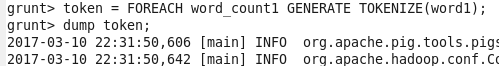 grunt> token = FOREACH word_count1 GENERATE TOKENIZE(word1);
grunt> dump token;
2017-03-10 22:31:50,606 [main] INFO  org.apache.pig.tools.pigs
2017-03-10 22:31:50,642 [main] INFO  org.apache.hadoop.conf.Co